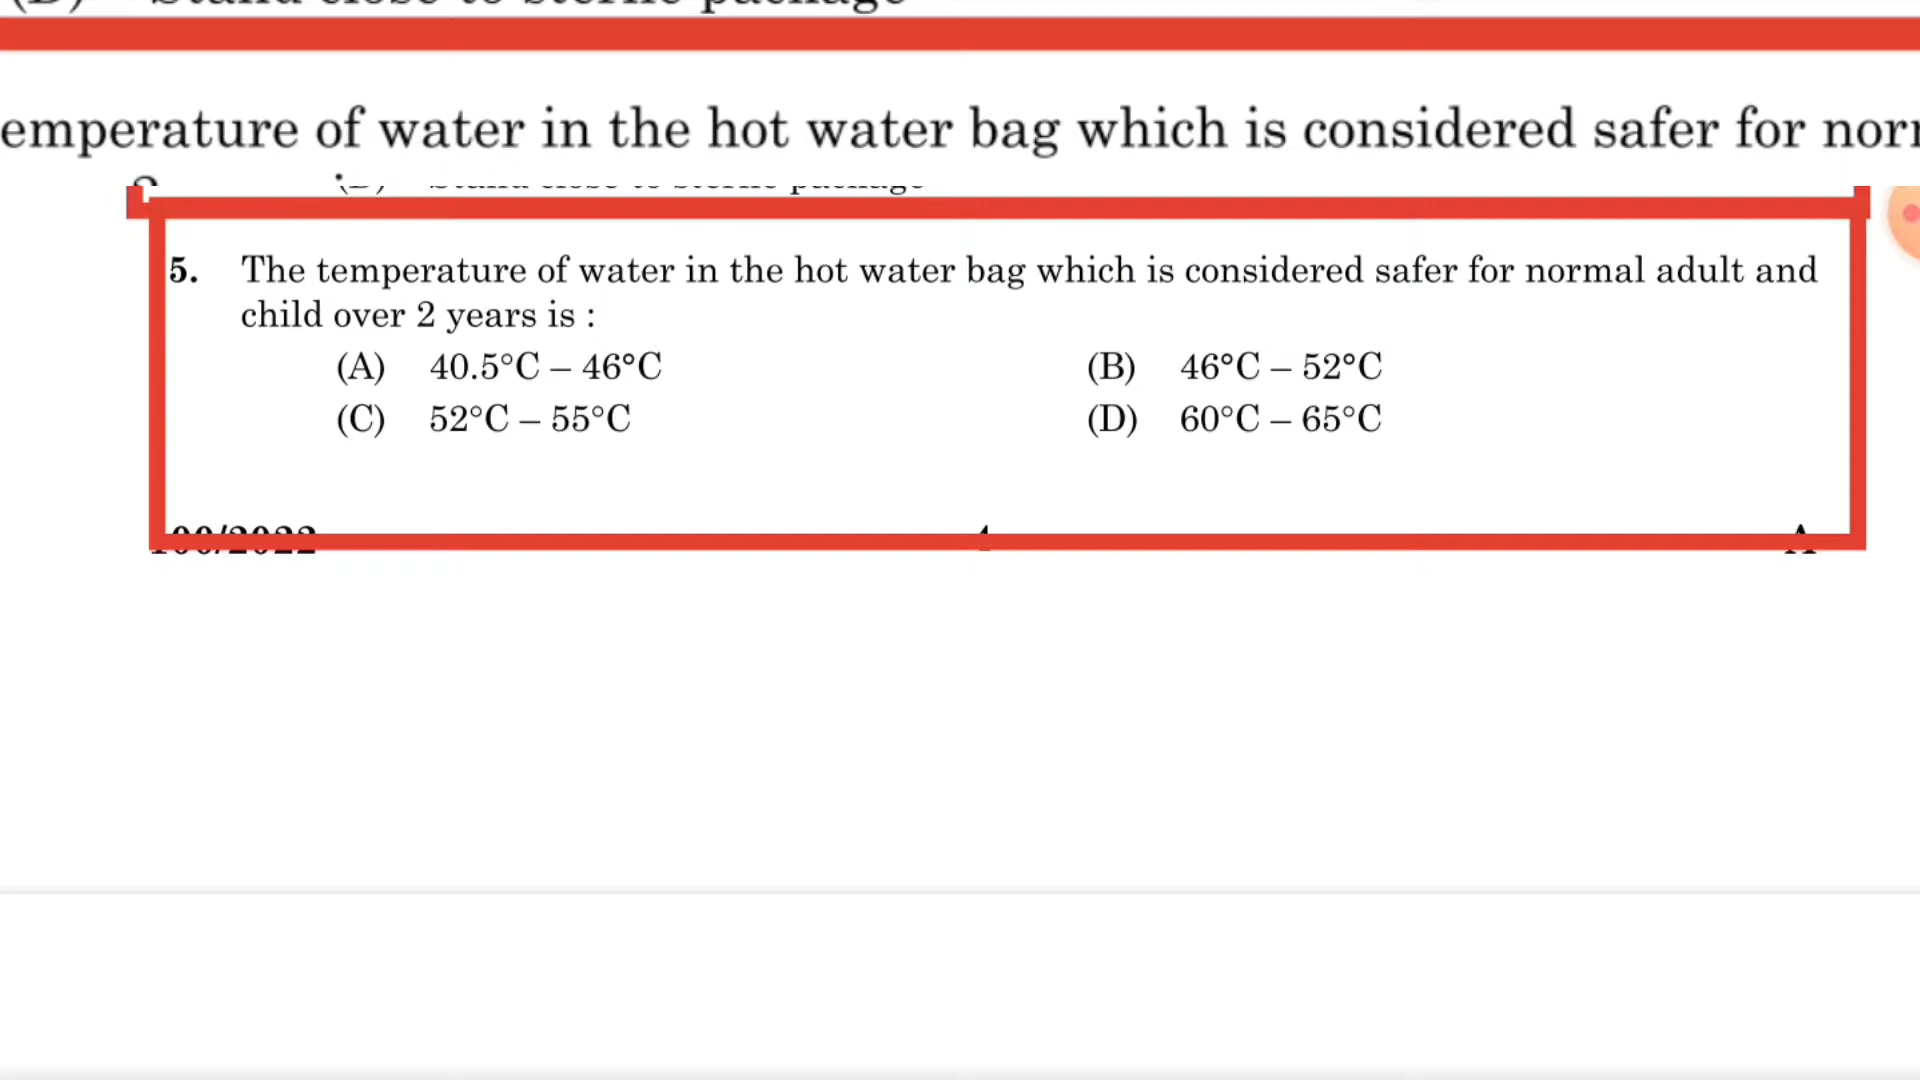 emperature of water in the hot water bag which is considered safer for norm
5. The temperature of water in the hot water bag which is considered safer for normal adult and
child over 2 years is :
(A) 40.5°C – 46°C (B) 46°C – 52°C
(C) 52°C – 55°C (D) 60°C – 65°C